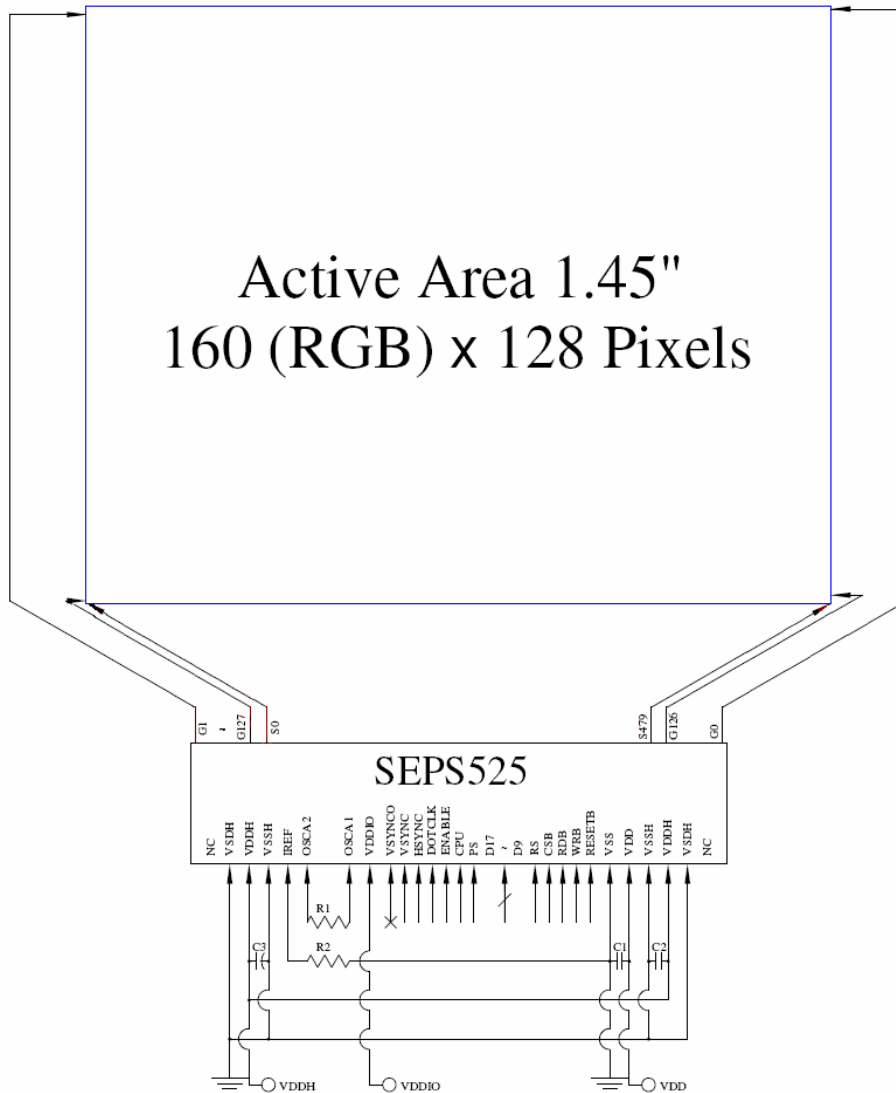 Active Area 1.45"
160 (RGB) x 128 Pixels
G1
~
G127
S0
S479
G126
G0
SEPS525
NC
VSDH
VDDH
VSSH
IREF
OSCA2
OSCA1
VDDIO
VSYNCO
VSYNC
HSYNC
DOTCLK
ENABLE
CPU
PS
D17
~
D9
RS
CSB
RDB
WRB
RESETB
VSS
VDD
VSSH
VDDH
VSDH
NC
R1
C3
R2
C1
C2
VDDH
VDDIO
VDD